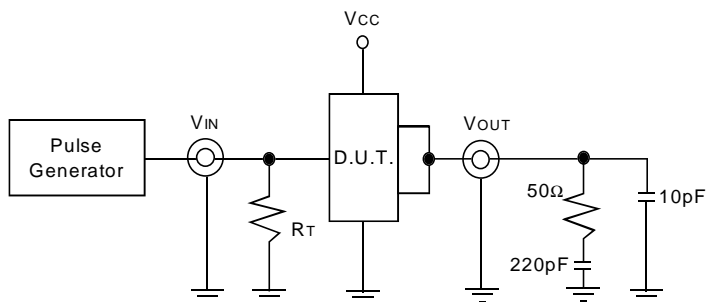 VCC
VIN
VOUT
Pulse
Generator
D.U.T.
RT
50Ω
10pF
220pF